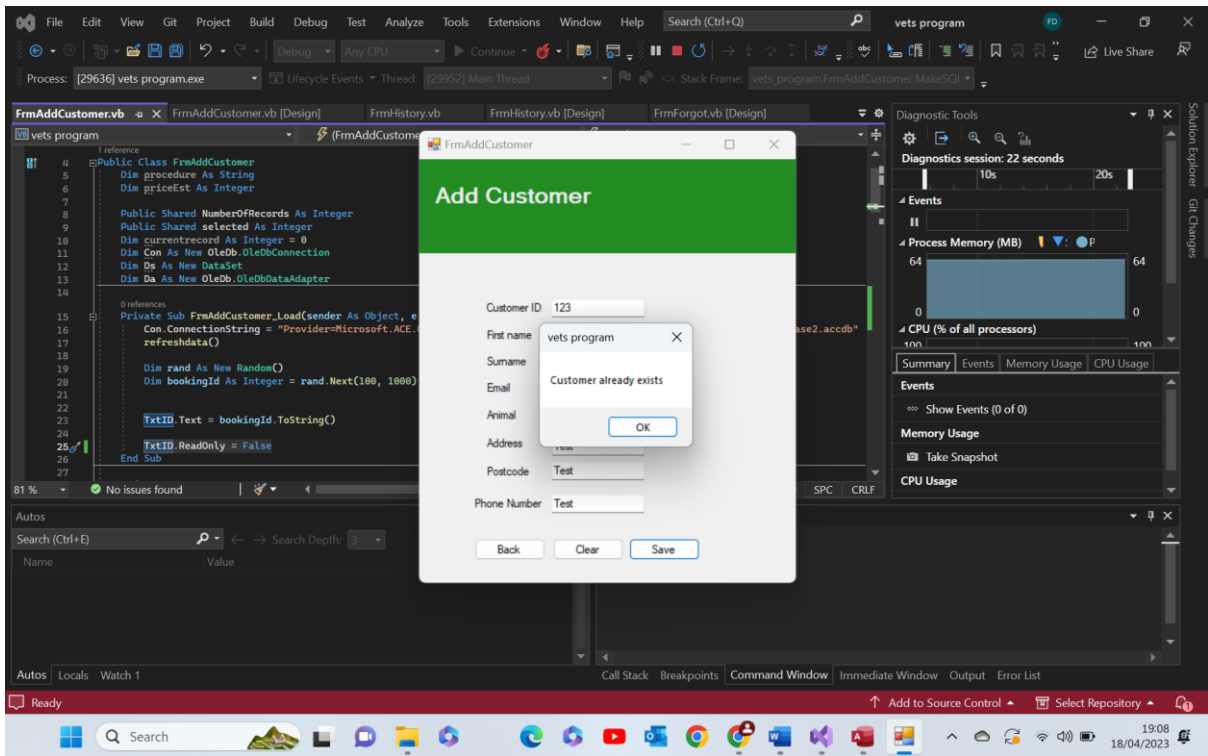 File Edit View Git Project Build Debug Test Analyze Tools Extensions Window Help Search (Ctrl+Q) vets program FD
Debug Any CPU Continue Live Share
Process: [29636] vets program.exe Lifecycle Events Thread: [29952] Main Thread Stack Frame: vets_program.FrmAddCustomer.MakeSQl
FrmAddCustomer.vb FrmAddCustomer.vb [Design] FrmHistory.vb FrmHistory.vb [Design] FrmForgot.vb [Design]
vets program (FrmAddCustome
1 reference
4 Public Class FrmAddCustomer
5 Dim procedure As String
6 Dim priceEst As Integer
7
8 Public Shared NumberOfRecords As Integer
9 Public Shared selected As Integer
10 Dim currentrecord As Integer = 0
11 Dim Con As New OleDb.OleDbConnection
12 Dim Ds As New DataSet
13 Dim Da As New OleDb.OleDbDataAdapter
14
0 references
15 Private Sub FrmAddCustomer_Load(sender As Object, e
16 Con.ConnectionString = "Provider=Microsoft.ACE. ase2.accdb"
17 refreshdata()
18
19 Dim rand As New Random()
20 Dim bookingId As Integer = rand.Next(100, 1000)
21
22
23 TxtID.Text = bookingId.ToString()
24
25 TxtID.ReadOnly = False
26 End Sub
27
81 % No issues found SPC CRLF
FrmAddCustomer
Add Customer
Customer ID 123
First name
Surname
Email
Animal
Address Test
Postcode Test
Phone Number Test
Back Clear Save
vets program
Customer already exists
OK
Diagnostic Tools
Diagnostics session: 22 seconds
10s 20s
Events
Process Memory (MB) P
64 64
0 0
CPU (% of all processors)
100 100
Summary Events Memory Usage CPU Usage
Events
Show Events (0 of 0)
Memory Usage
Take Snapshot
CPU Usage
Solution Explorer
Git Changes
Autos
Search (Ctrl+E) Search Depth: 3
Name Value
Autos Locals Watch 1
Call Stack Breakpoints Command Window Immediate Window Output Error List
Ready Add to Source Control Select Repository
Search
19:08
18/04/2023